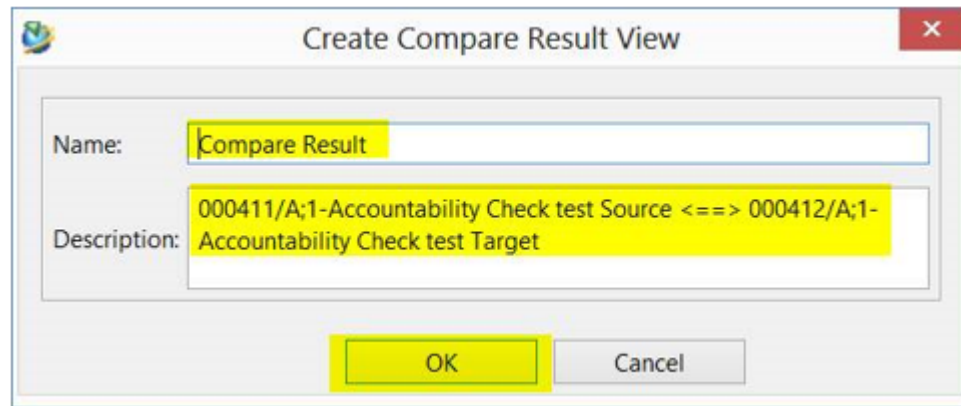 Create Compare Result View
Name: Compare Result
000411/A;1-Accountability Check test Source <==> 000412/A;1-
Description: Accountability Check test Target
OK Cancel